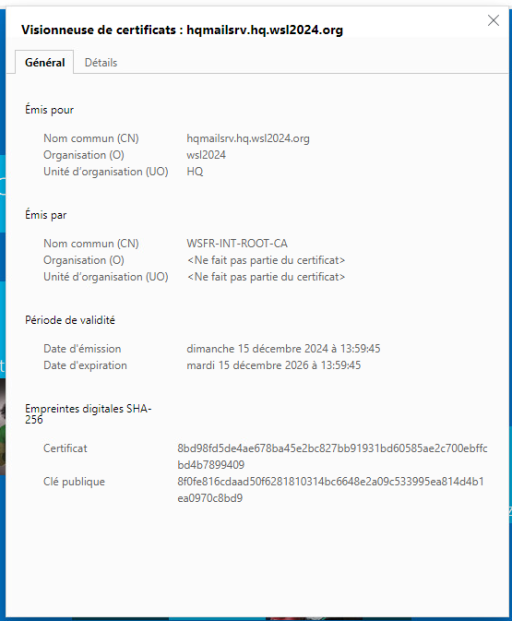 Visionneuse de certificats : hqmailsrv.hq.wsl2024.org
Général Détails
Émis pour
Nom commun (CN) hqmailsrv.hq.wsl2024.org
Organisation (O) wsl2024
Unité d'organisation (UO) HQ
Émis par
Nom commun (CN) WSFR-INT-ROOT-CA
Organisation (O) <Ne fait pas partie du certificat>
Unité d'organisation (UO) <Ne fait pas partie du certificat>
Période de validité
Date d'émission dimanche 15 décembre 2024 à 13:59:45
Date d'expiration mardi 15 décembre 2026 à 13:59:45
Empreintes digitales SHA-
256
Certificat 8bd98fd5de4ae678ba45e2bc827bb91931bd60585ae2c700ebffc
bd4b7899409
Clé publique 8f0fe816cdaad50f6281810314bc6648e2a09c533995ea814d4b1
ea0970c8bd9